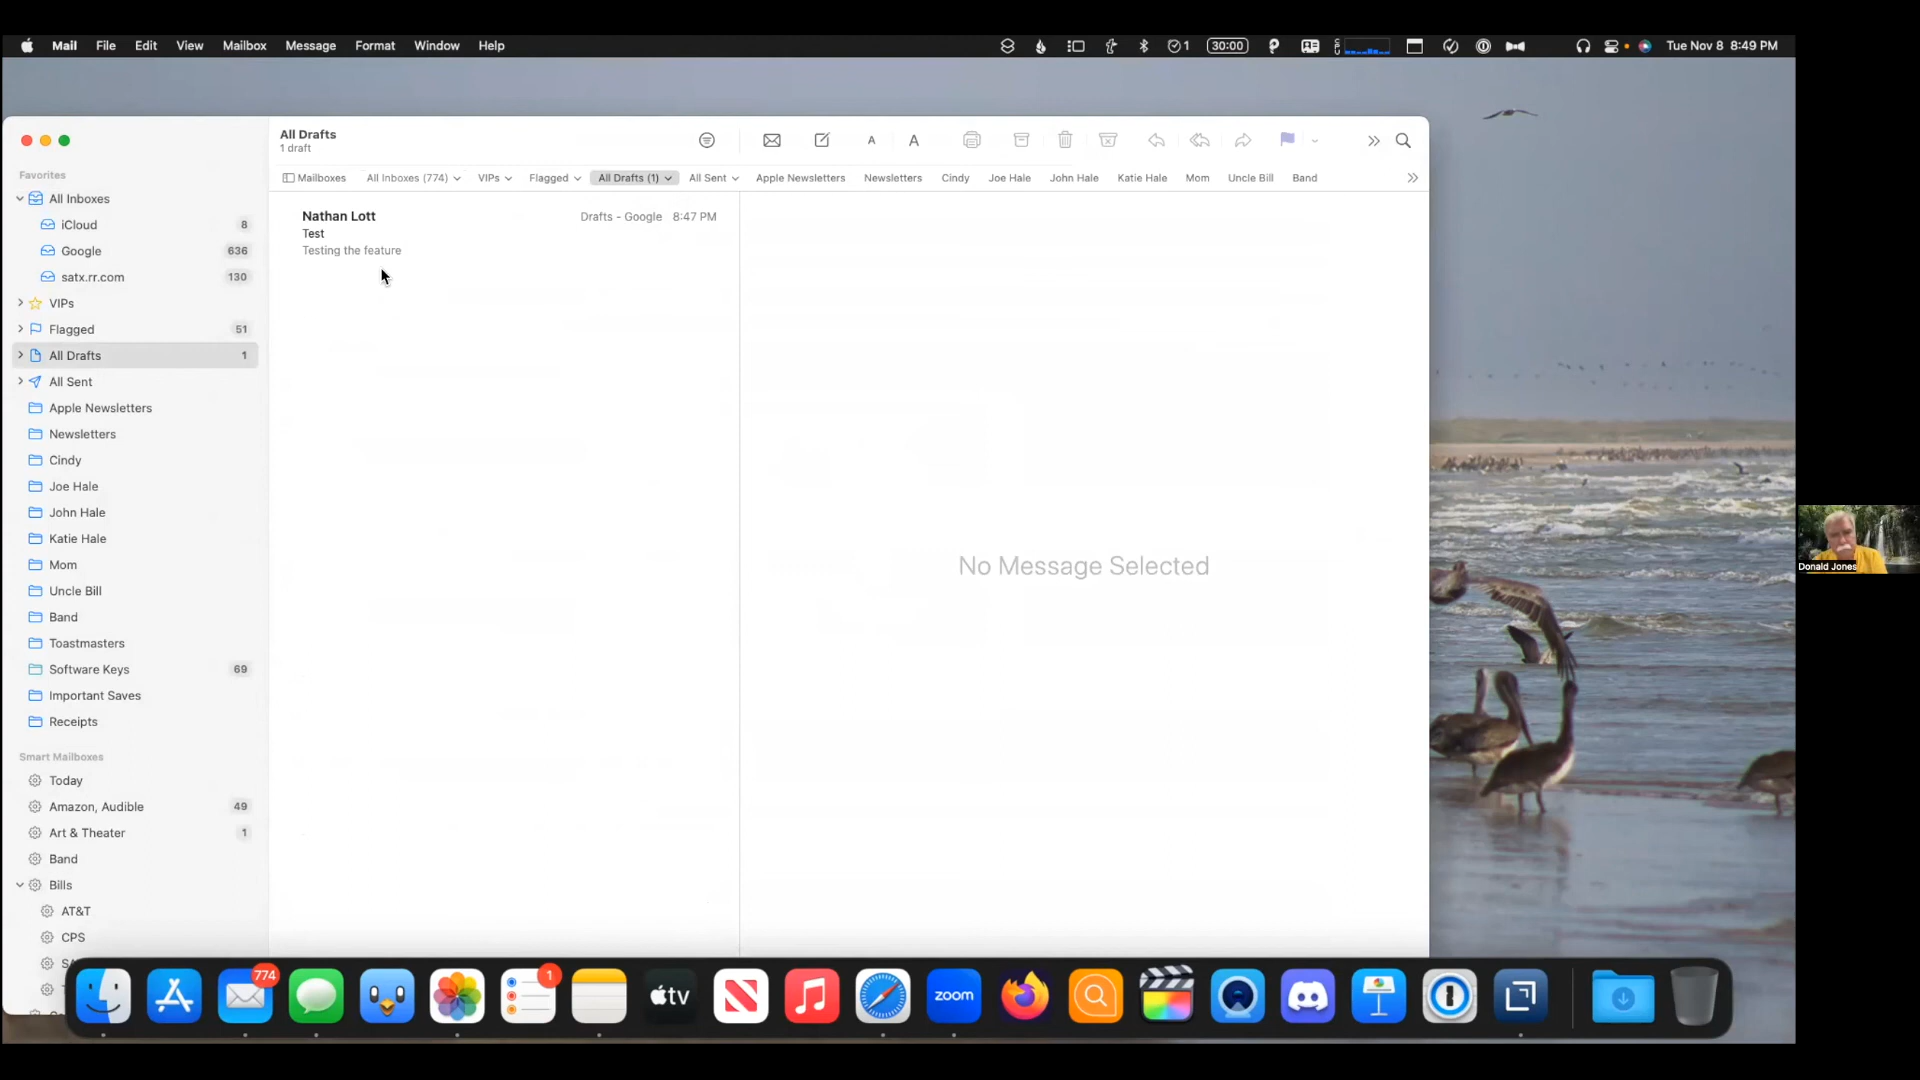 Mail File Edit View Mailbox Message Format Window Help
1 30:00 Tue Nov 8 8:49 PM
All Drafts
1 draft
Mailboxes All Inboxes (774) VIPs Flagged All Drafts (1) All Sent Apple Newsletters Newsletters Cindy Joe Hale John Hale Katie Hale Mom Uncle Bill Band
Favorites
All Inboxes
iCloud 8
Google 636
satx.rr.com 130
VIPs
Flagged 51
All Drafts 1
All Sent
Apple Newsletters
Newsletters
Cindy
Joe Hale
John Hale
Katie Hale
Mom
Uncle Bill
Band
Toastmasters
Software Keys 69
Important Saves
Receipts
Smart Mailboxes
Today
Amazon, Audible 49
Art & Theater 1
Band
Bills
AT&T
CPS
Nathan Lott Drafts - Google 8:47 PM
Test
Testing the feature
No Message Selected
Donald Jones
774 1 tv zoom